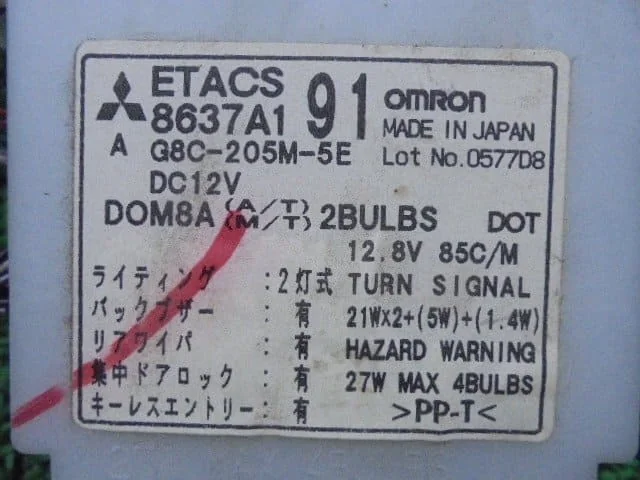 ETACS 91 omron
8637A1 MADE IN JAPAN
A G8C-205M-5E Lot No.0577D8
DC12V
DOM8A (A/T) (M/T) 2BULBS DOT
12.8V 85C/M
ライティング :2灯式 TURN SIGNAL
バックブザー :有 21W×2+(5W)+(1.4W)
リアワイパ :有 HAZARD WARNING
集中ドアロック :有 27W MAX 4BULBS
キーレスエントリー:有 >PP-T<